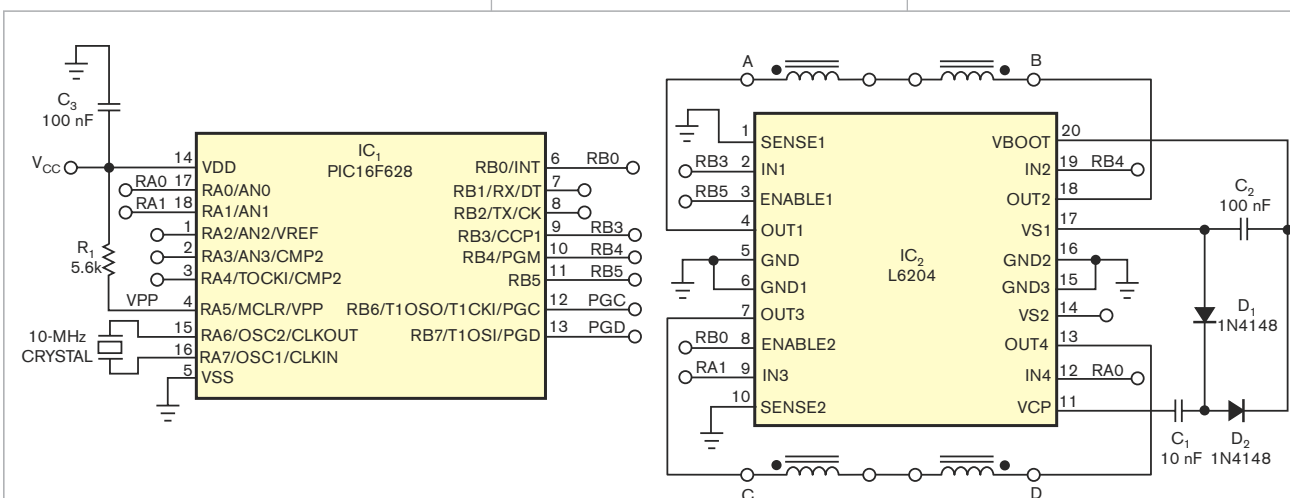 C3
100 nF
VCC
R1
5.6k
VPP
10-MHz
CRYSTAL
RA0
RA1
14 VDD
17 RA0/AN0
18 RA1/AN1
1 RA2/AN2/VREF
2 RA3/AN3/CMP2
3 RA4/TOCKI/CMP2
4 RA5/MCLR/VPP
15 RA6/OSC2/CLKOUT
16 RA7/OSC1/CLKIN
5 VSS
IC1
PIC16F628
RB0/INT 6 RB0
RB1/RX/DT 7
RB2/TX/CK 8
RB3/CCP1 9 RB3
RB4/PGM 10 RB4
RB5 11 RB5
RB6/T1OSO/T1CKI/PGC 12 PGC
RB7/T1OSI/PGD 13 PGD
A
B
1 SENSE1
RB3 2 IN1
RB5 3 ENABLE1
4 OUT1
5 GND
6 GND1
7 OUT3
RB0 8 ENABLE2
RA1 9 IN3
10 SENSE2
IC2
L6204
VBOOT 20
IN2 19 RB4
OUT2 18
VS1 17
GND2 16
GND3 15
VS2 14
OUT4 13
IN4 12 RA0
VCP 11
C2
100 nF
D1
1N4148
C1
10 nF
D2
1N4148
C
D